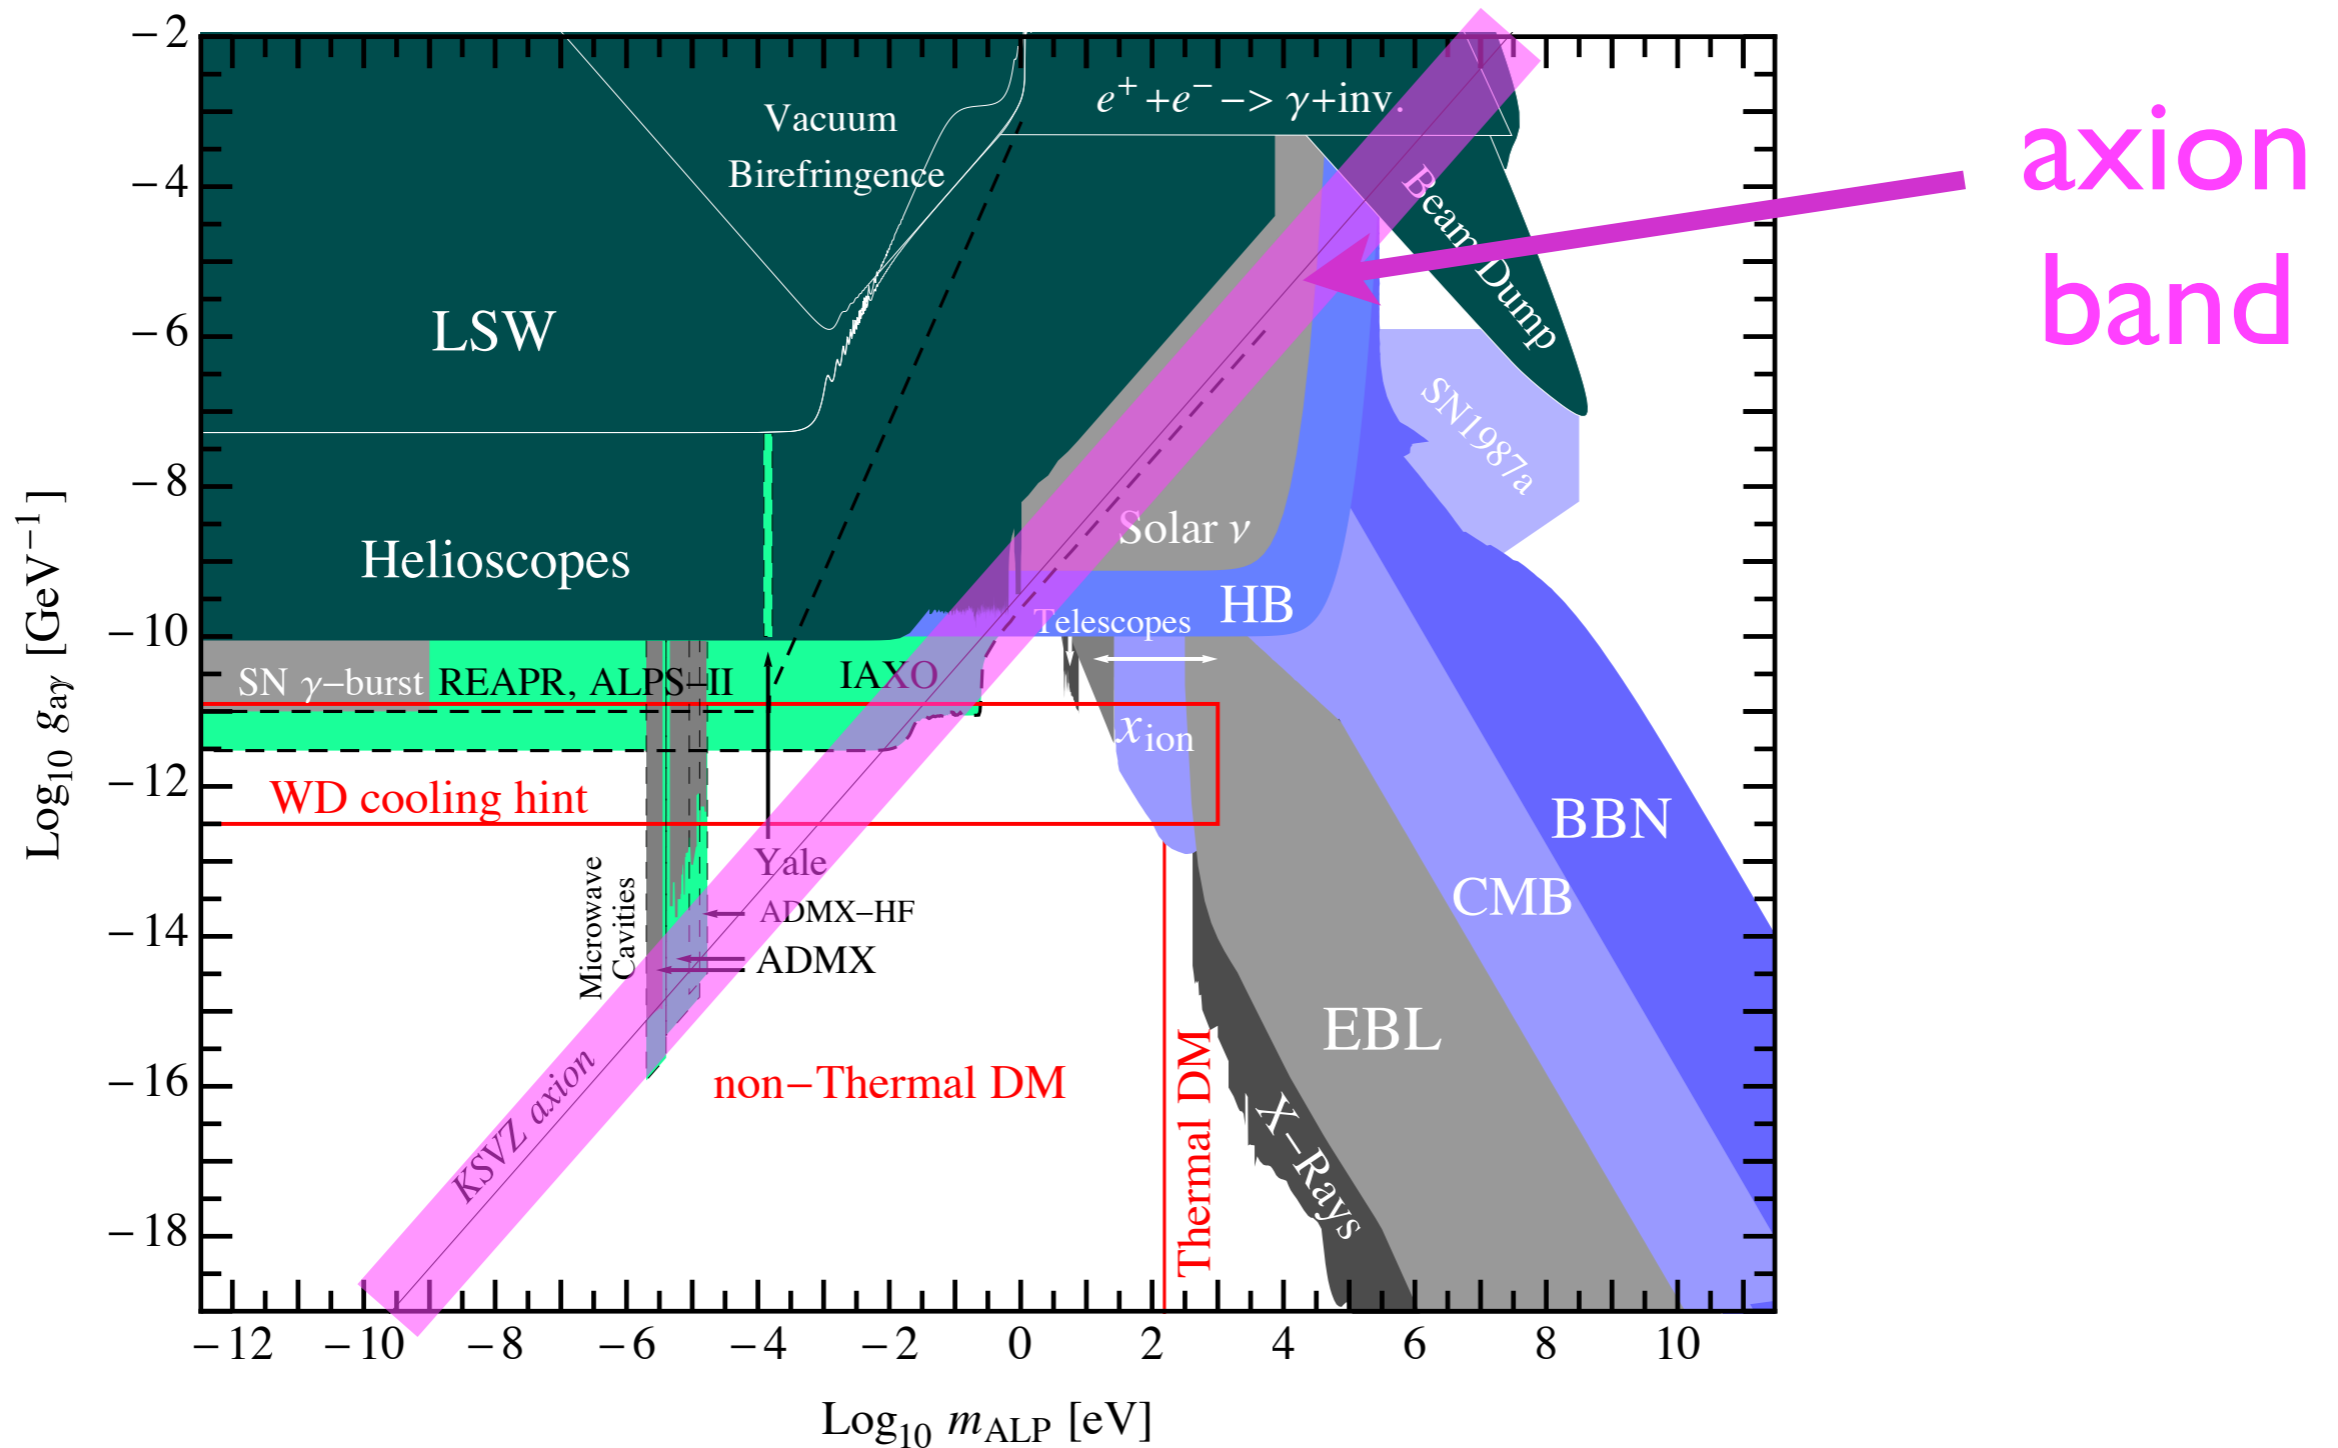 −2
−4
−6
−8
−10
−12
−14
−16
−18
Log10 gaγ [GeV−1]
−12 −10 −8 −6 −4 −2 0 2 4 6 8 10
Log10 mALP [eV]
Vacuum
Birefringence
e+ +e− −> γ+inv.
axion
band
LSW
Beam Dump
SN1987a
Helioscopes
Solar ν
HB
Telescopes
SN γ−burst
REAPR, ALPS−II
IAXO
xion
WD cooling hint
Yale
Microwave
Cavities
ADMX−HF
ADMX
BBN
CMB
EBL
X−Rays
non−Thermal DM
Thermal DM
KSVZ axion